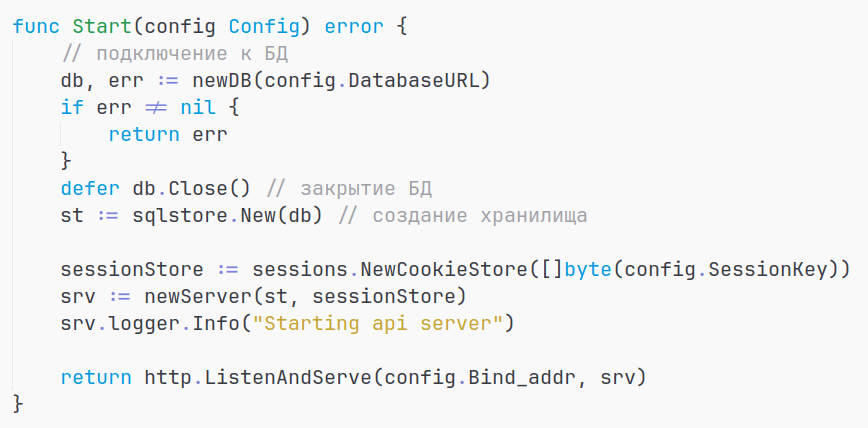 func Start(config Config) error {
// подключение к БД
db, err := newDB(config.DatabaseURL)
if err != nil {
return err
}
defer db.Close() // закрытие БД
st := sqlstore.New(db) // создание хранилища
sessionStore := sessions.NewCookieStore([]byte(config.SessionKey))
srv := newServer(st, sessionStore)
srv.logger.Info("Starting api server")
return http.ListenAndServe(config.Bind_addr, srv)
}